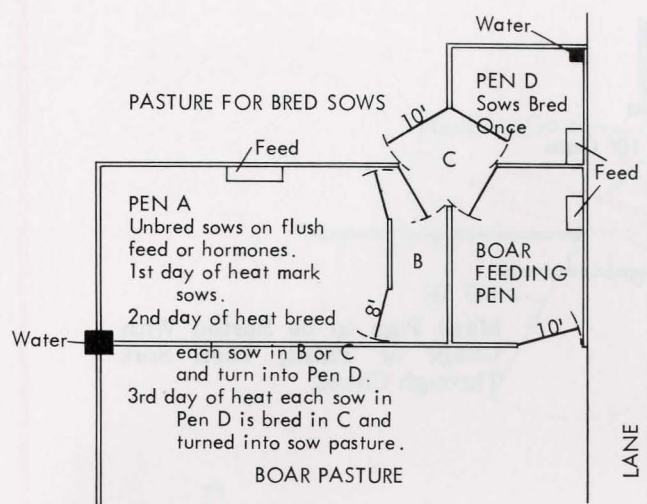 Water
PEN D
Sows Bred
Once
PASTURE FOR BRED SOWS
10'
C
Feed
Feed
PEN A
Unbred sows on flush
feed or hormones.
1st day of heat mark
sows.
2nd day of heat breed
each sow in B or C
and turn into Pen D.
3rd day of heat each sow in
Pen D is bred in C and
turned into sow pasture.
B
8'
BOAR
FEEDING
PEN
10'
Water
BOAR PASTURE
LANE